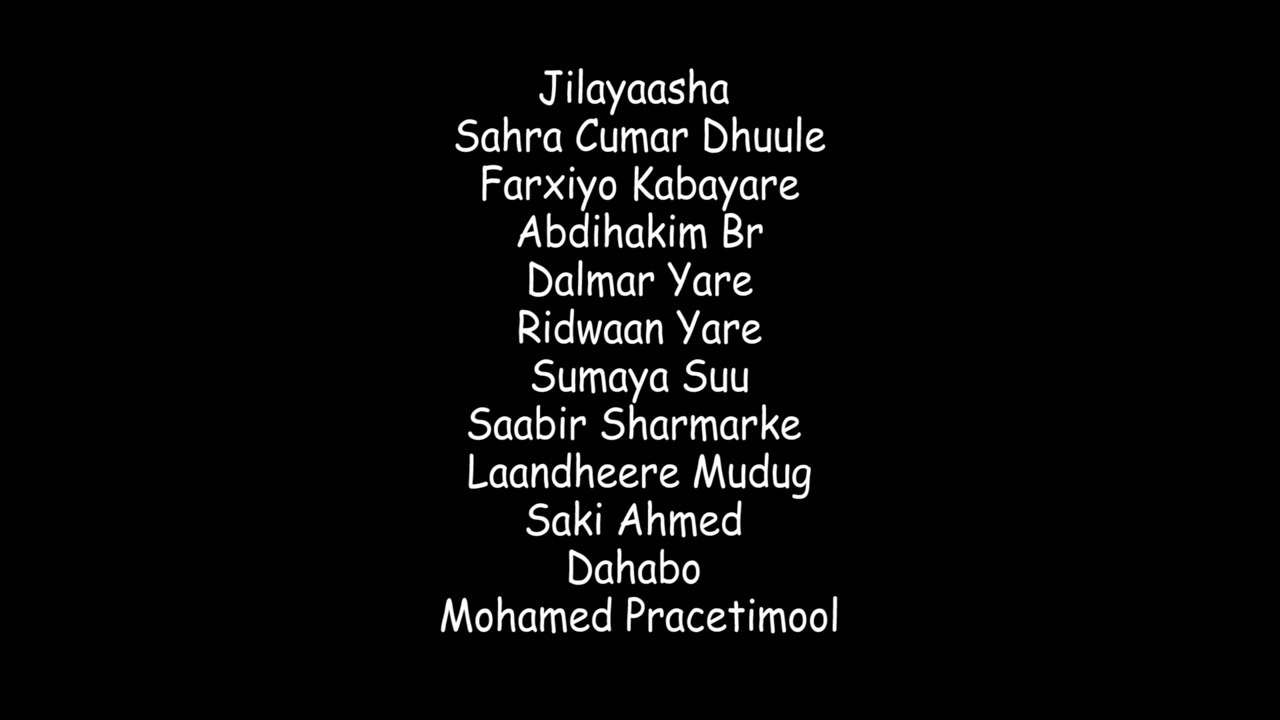 Jilayaasha
Sahra Cumar Dhuule
Farxiyo Kabayare
Abdihakim Br
Dalmar Yare
Ridwaan Yare
Sumaya Suu
Saabir Sharmarke
Laandheere Mudug
Saki Ahmed
Dahabo
Mohamed Pracetimool